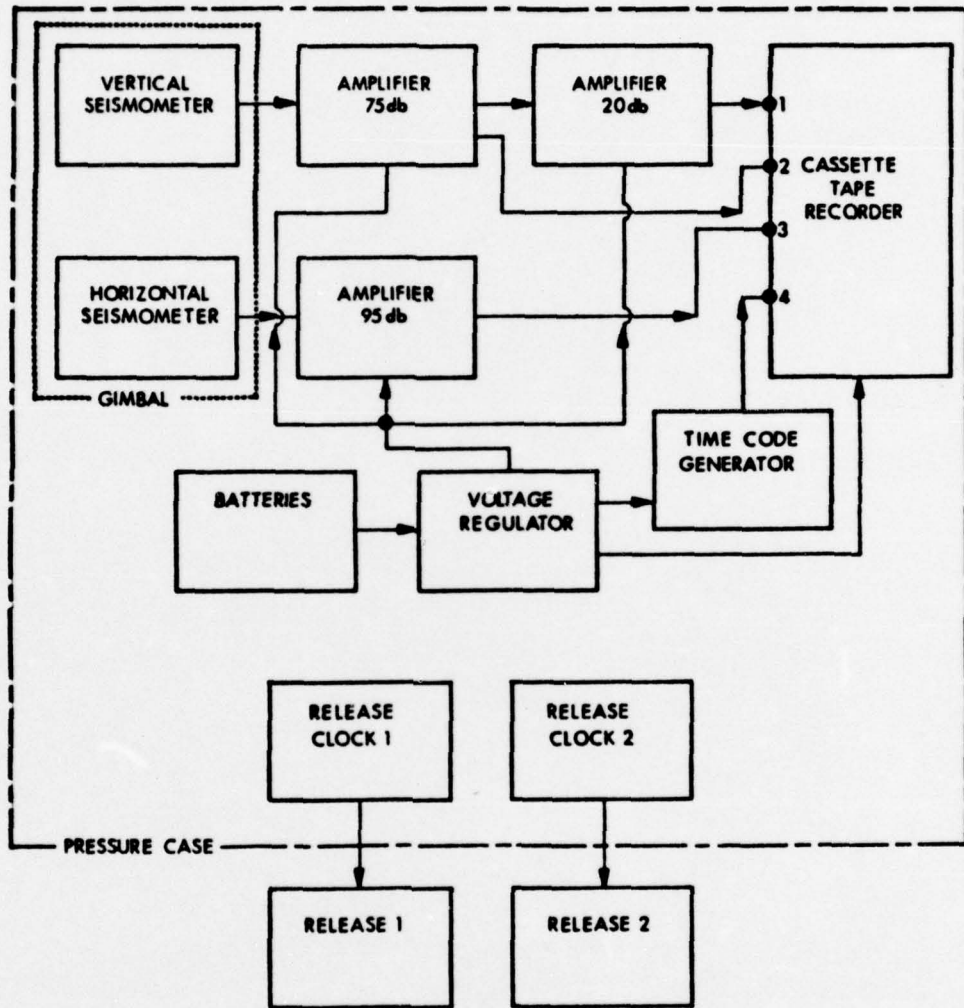 VERTICAL
SEISMOMETER
AMPLIFIER
75db
AMPLIFIER
20db
1
2
CASSETTE
TAPE
RECORDER
3
4
HORIZONTAL
SEISMOMETER
AMPLIFIER
95db
GIMBAL
TIME CODE
GENERATOR
BATTERIES
VOLTAGE
REGULATOR
RELEASE
CLOCK 1
RELEASE
CLOCK 2
PRESSURE CASE
RELEASE 1
RELEASE 2